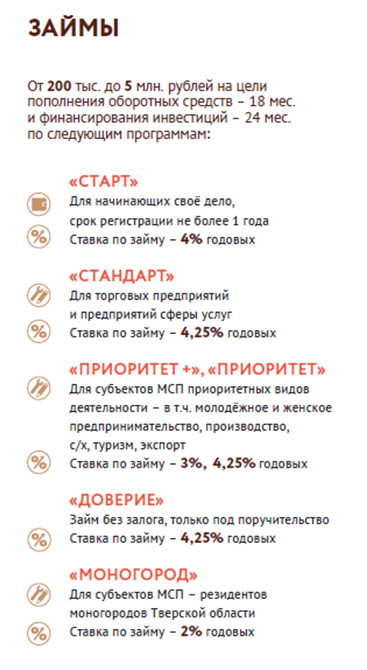 ЗАЙМЫ
От 200 тыс. до 5 млн. рублей на цели
пополнения оборотных средств – 18 мес.
и финансирования инвестиций – 24 мес.
по следующим программам:
«СТАРТ»
Для начинающих своё дело,
срок регистрации не более 1 года
Ставка по займу – 4% годовых
«СТАНДАРТ»
Для торговых предприятий
и предприятий сферы услуг
Ставка по займу – 4,25% годовых
«ПРИОРИТЕТ +», «ПРИОРИТЕТ»
Для субъектов МСП приоритетных видов
деятельности – в т.ч. молодёжное и женское
предпринимательство, производство,
с/х, туризм, экспорт
Ставка по займу – 3%, 4,25% годовых
«ДОВЕРИЕ»
Займ без залога, только под поручительство
Ставка по займу – 4,25% годовых
«МОНОГОРОД»
Для субъектов МСП – резидентов
моногородов Тверской области
Ставка по займу – 2% годовых